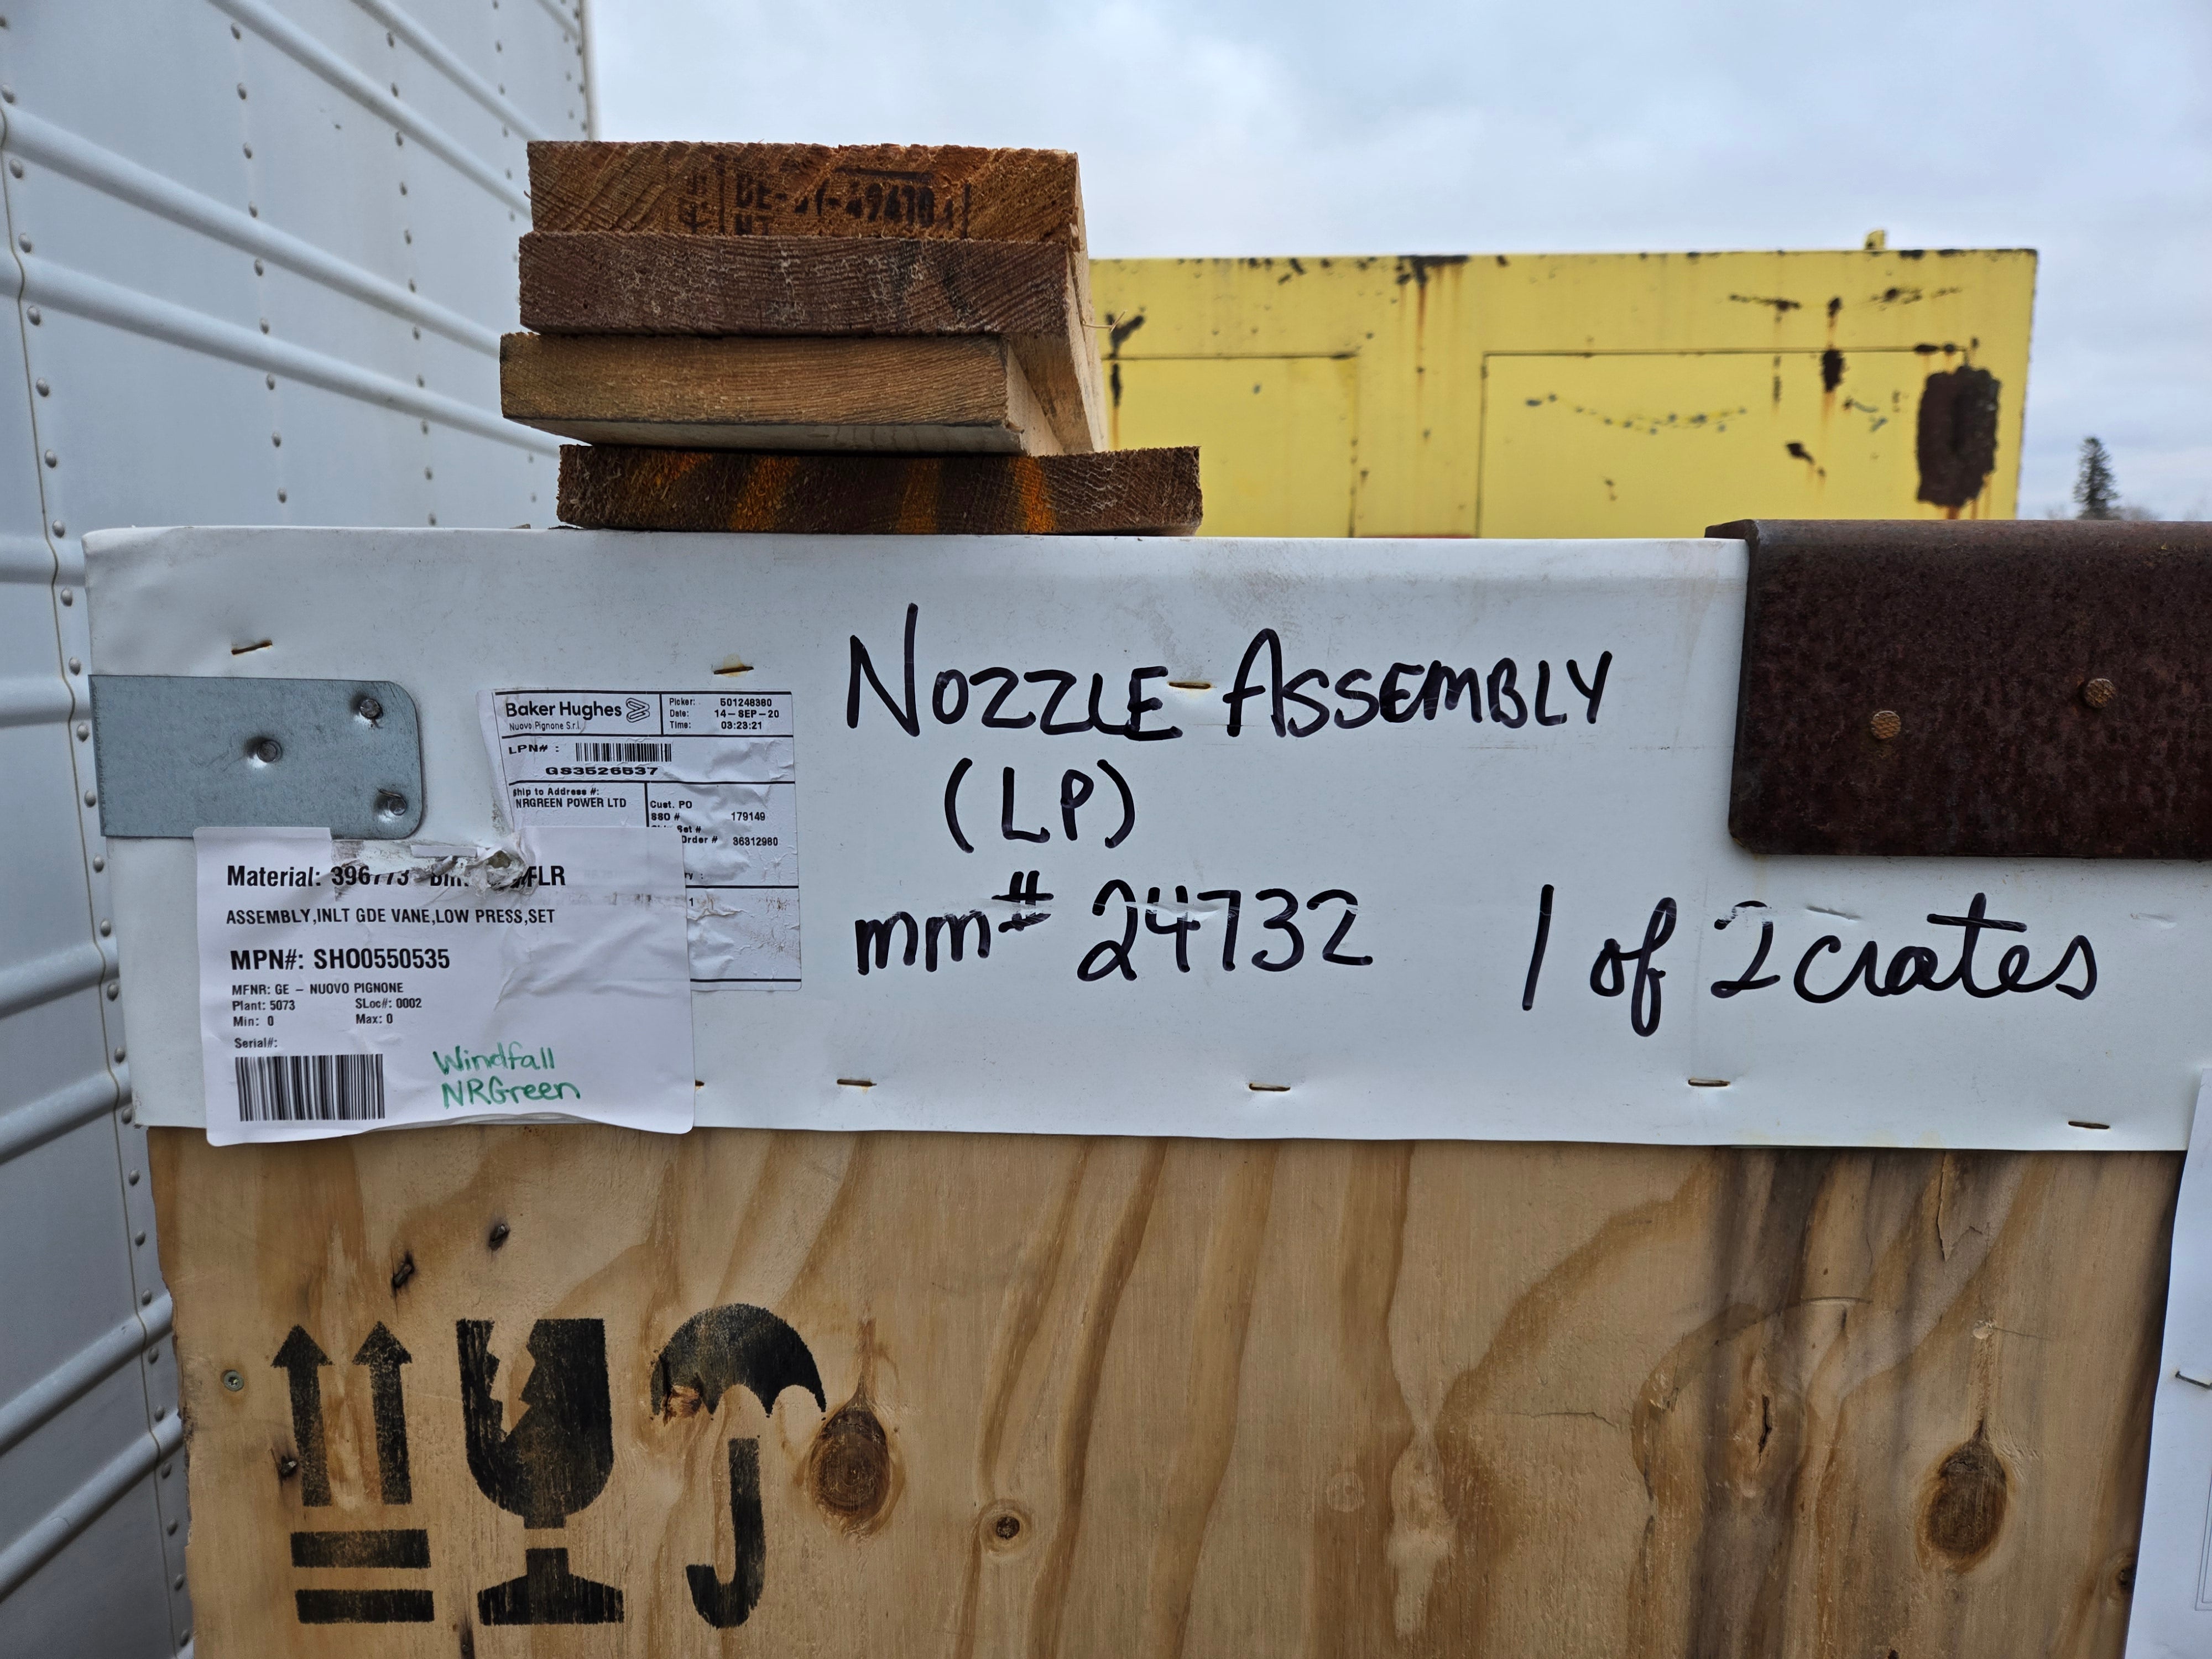 Baker Hughes
Nuovo Pignone S.r.l.
Picker: 501248380
Date: 14-SEP-20
Time: 03:23:21
LPN# :
GS3526537
Ship to Address #:
NRGREEN POWER LTD
Cust. PO
SSO # 179149
Set #
Order # 36312980
Material: 396773 FLR
ASSEMBLY,INLT GDE VANE,LOW PRESS,SET
MPN#: SHO0550535
MFNR: GE - NUOVO PIGNONE
Plant: 5073 SLoc#: 0002
Min: 0 Max: 0
Serial#:
Windfall
NRGreen
NOZZLE ASSEMBLY
(LP)
mm# 24732
1 of 2 crates